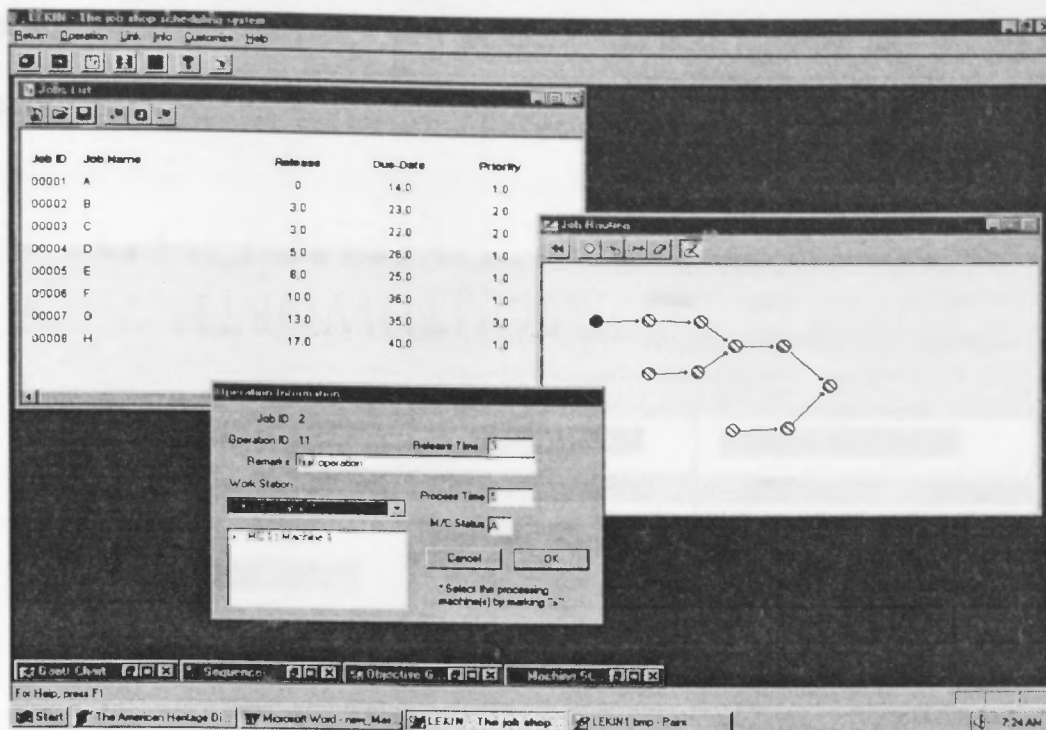 LEKIN - The job shop scheduling system
Return Operation Link Info Customize Help
Jobs List
Job ID Job Name Release Due-Date Priority
00001 A 0 14.0 1.0
00002 B 3.0 23.0 2.0
00003 C 3.0 22.0 2.0
00004 D 5.0 26.0 1.0
00005 E 8.0 25.0 1.0
00006 F 10.0 36.0 1.0
00007 35.0 3.0
13.0
00008 H 17.0 40.0 1.0
Job Routing
Operation Information
Job ID 2
Operation ID 11
Release Time 3
Remarks operation
Work Station
Process Time 5
M/C Status A
Machine
Cancel OK
* Select the processing
machine(s) by marking "x"
Gantt Chart
Sequence
Objective G...
Machine
For Help, press F1
Start The American Heritage Di... Microsoft Word - new_Mas... LEKIN - The job shop... LEKIN1 bmp - Paint 7:24 AM